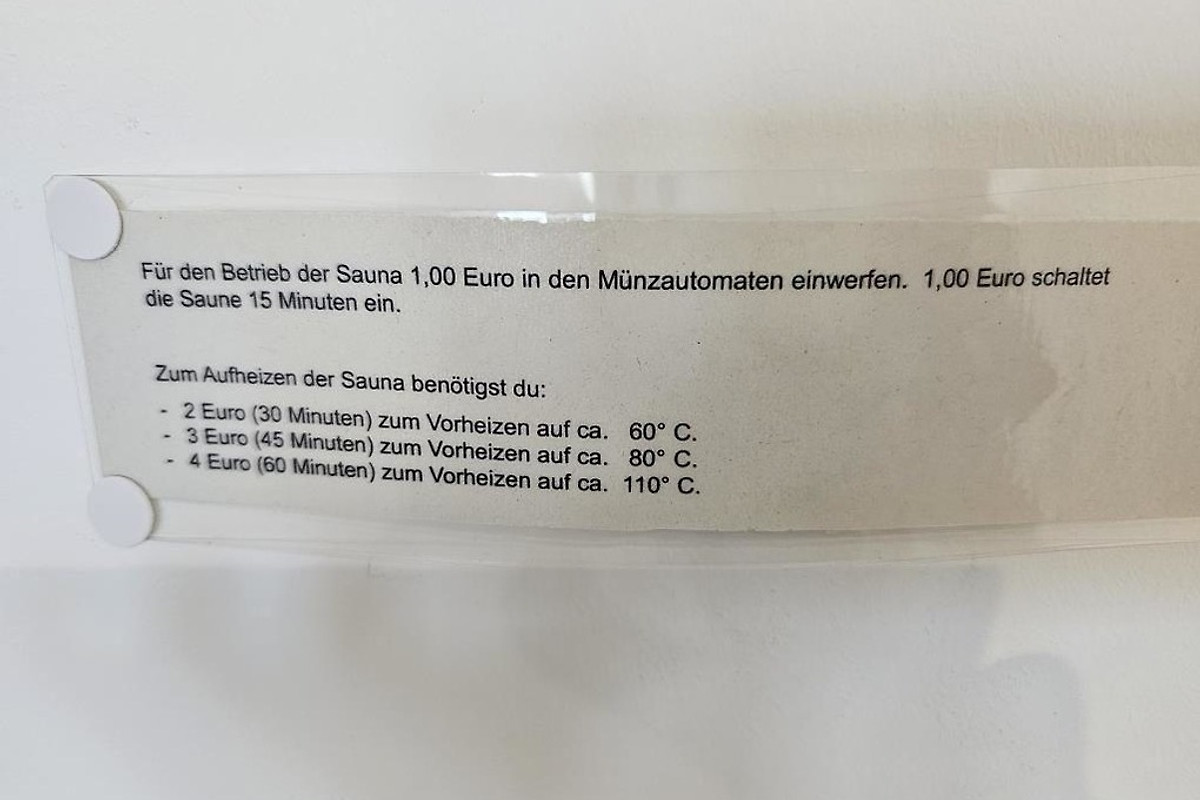 Für den Betrieb der Sauna 1,00 Euro in den Münzautomaten einwerfen. 1,00 Euro schaltet
die Saune 15 Minuten ein.
Zum Aufheizen der Sauna benötigst du:
- 2 Euro (30 Minuten) zum Vorheizen auf ca. 60° C.
- 3 Euro (45 Minuten) zum Vorheizen auf ca. 80° C.
- 4 Euro (60 Minuten) zum Vorheizen auf ca. 110° C.